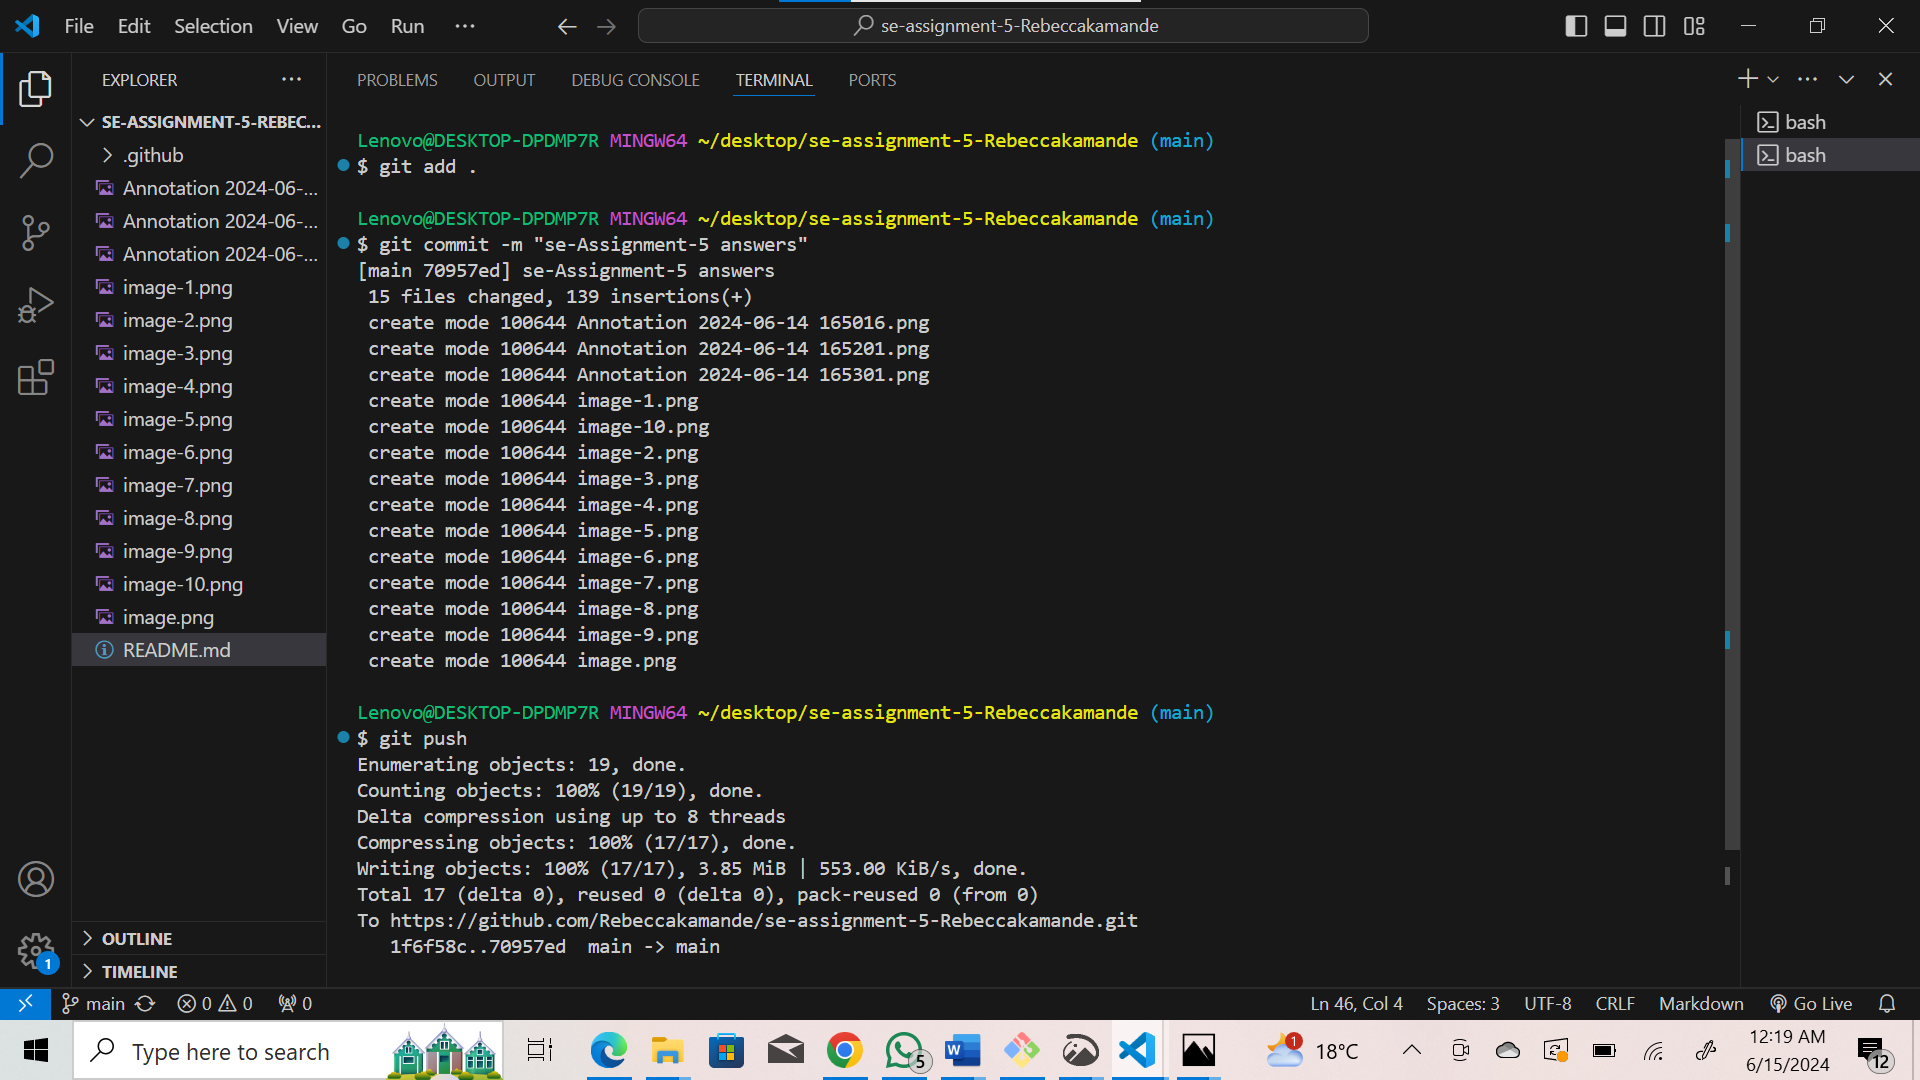 File Edit Selection View Go Run ···
se-assignment-5-Rebeccakamande
EXPLORER
SE-ASSIGNMENT-5-REBEC...
.github
Annotation 2024-06-...
Annotation 2024-06-...
Annotation 2024-06-...
image-1.png
image-2.png
image-3.png
image-4.png
image-5.png
image-6.png
image-7.png
image-8.png
image-9.png
image-10.png
image.png
README.md
OUTLINE
TIMELINE
PROBLEMS OUTPUT DEBUG CONSOLE TERMINAL PORTS
Lenovo@DESKTOP-DPDMP7R MINGW64 ~/desktop/se-assignment-5-Rebeccakamande (main)
$ git add .
Lenovo@DESKTOP-DPDMP7R MINGW64 ~/desktop/se-assignment-5-Rebeccakamande (main)
$ git commit -m "se-Assignment-5 answers"
[main 70957ed] se-Assignment-5 answers
15 files changed, 139 insertions(+)
create mode 100644 Annotation 2024-06-14 165016.png
create mode 100644 Annotation 2024-06-14 165201.png
create mode 100644 Annotation 2024-06-14 165301.png
create mode 100644 image-1.png
create mode 100644 image-10.png
create mode 100644 image-2.png
create mode 100644 image-3.png
create mode 100644 image-4.png
create mode 100644 image-5.png
create mode 100644 image-6.png
create mode 100644 image-7.png
create mode 100644 image-8.png
create mode 100644 image-9.png
create mode 100644 image.png
Lenovo@DESKTOP-DPDMP7R MINGW64 ~/desktop/se-assignment-5-Rebeccakamande (main)
$ git push
Enumerating objects: 19, done.
Counting objects: 100% (19/19), done.
Delta compression using up to 8 threads
Compressing objects: 100% (17/17), done.
Writing objects: 100% (17/17), 3.85 MiB | 553.00 KiB/s, done.
Total 17 (delta 0), reused 0 (delta 0), pack-reused 0 (from 0)
To https://github.com/Rebeccakamande/se-assignment-5-Rebeccakamande.git
1f6f58c..70957ed main -> main
bash
bash
1
main 0 0 0
Ln 46, Col 4 Spaces: 3 UTF-8 CRLF Markdown Go Live
Type here to search
5
1
18°C
12:19 AM
6/15/2024
12